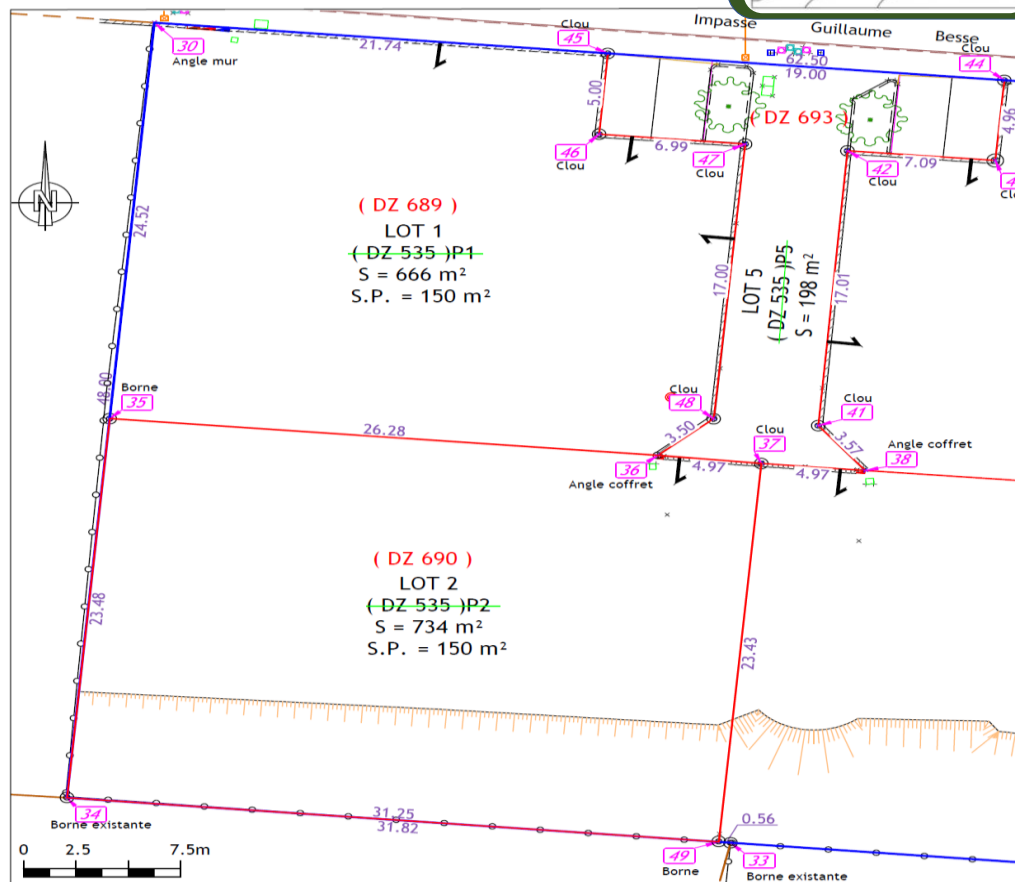 Impasse Guillaume Besse
30
Angle mur
21.74
Clou
45
62.50
19.00
Clou
44
5.00
4.96
46
Clou
6.99
47
Clou
( DZ 693 )
42
Clou
7.09
4
Clo
24.52
48.00
( DZ 689 )
LOT 1
( DZ 535 )P1
S = 666 m²
S.P. = 150 m²
N
17.00
LOT 5
( DZ 535 )P5
S = 198 m²
17.01
Borne
35
26.28
Clou
48
3.50
36
Angle coffret
4.97
Clou
37
4.97
Clou
41
3.57
Angle coffret
38
( DZ 690 )
LOT 2
( DZ 535 )P2
S = 734 m²
S.P. = 150 m²
23.48
23.43
34
Borne existante
31.25
31.82
0.56
49
Borne
33
Borne existante
0 2.5 7.5m